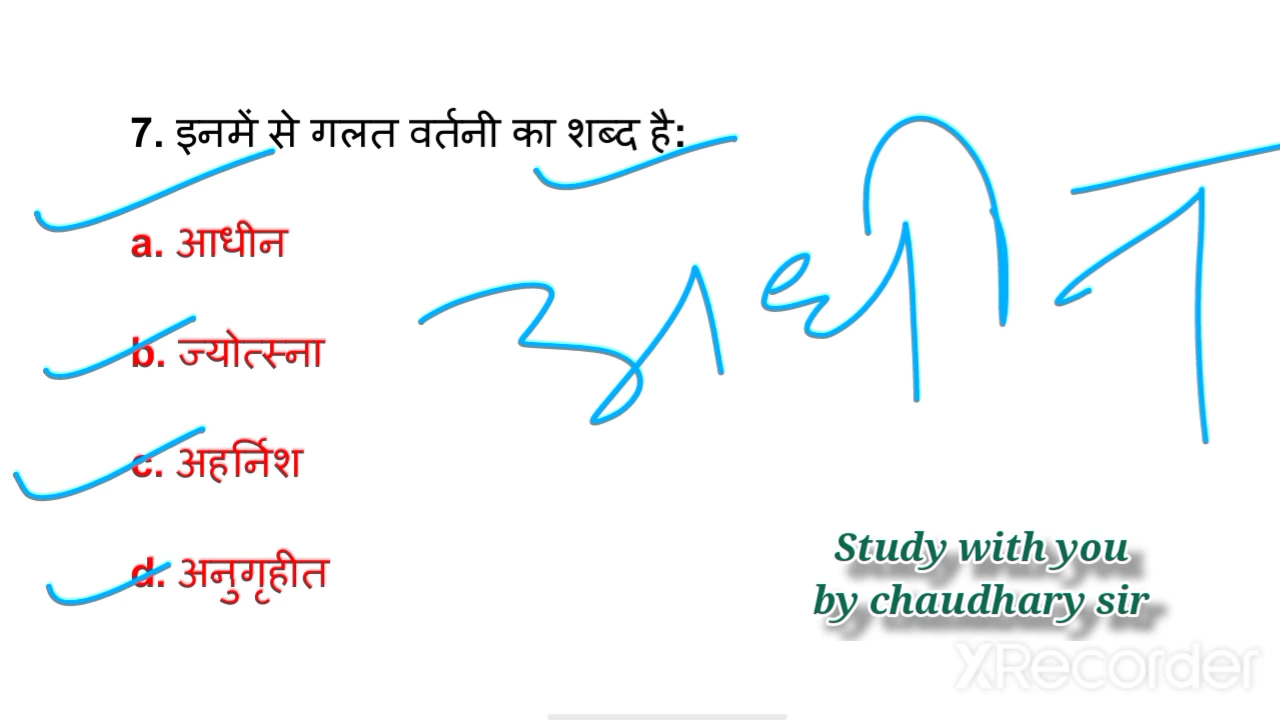 7. इनमें से गलत वर्तनी का शब्द है:
a. आधीन
b. ज्योत्स्ना
c. अहर्निश
d. अनुगृहीत
अधीन
Study with you
by chaudhary sir
XRecorder